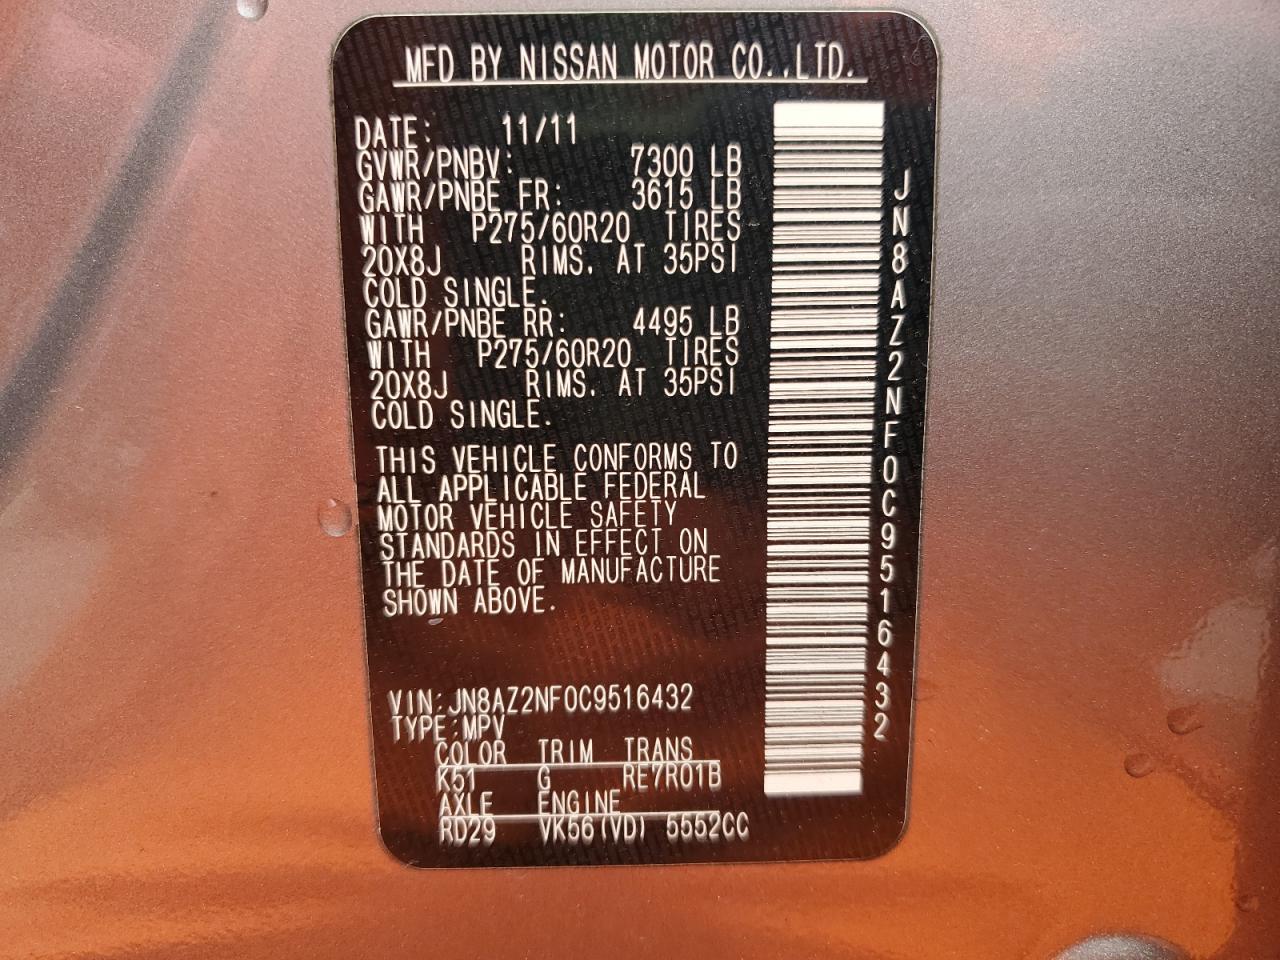 MFD BY NISSAN MOTOR CO.,LTD.
DATE: 11/11
GVWR/PNBV: 7300 LB
GAWR/PNBE FR: 3615 LB
WITH P275/60R20 TIRES
20X8J RIMS. AT 35PSI
COLD SINGLE.
GAWR/PNBE RR: 4495 LB
WITH P275/60R20 TIRES
20X8J RIMS. AT 35PSI
COLD SINGLE.
THIS VEHICLE CONFORMS TO
ALL APPLICABLE FEDERAL
MOTOR VEHICLE SAFETY
STANDARDS IN EFFECT ON
THE DATE OF MANUFACTURE
SHOWN ABOVE.
VIN:JN8AZ2NF0C9516432
TYPE:MPV
COLOR TRIM TRANS
K51 G RE7R01B
AXLE ENGINE
RD29 VK56(VD) 5552CC
JN8AZ2NF0C9516432